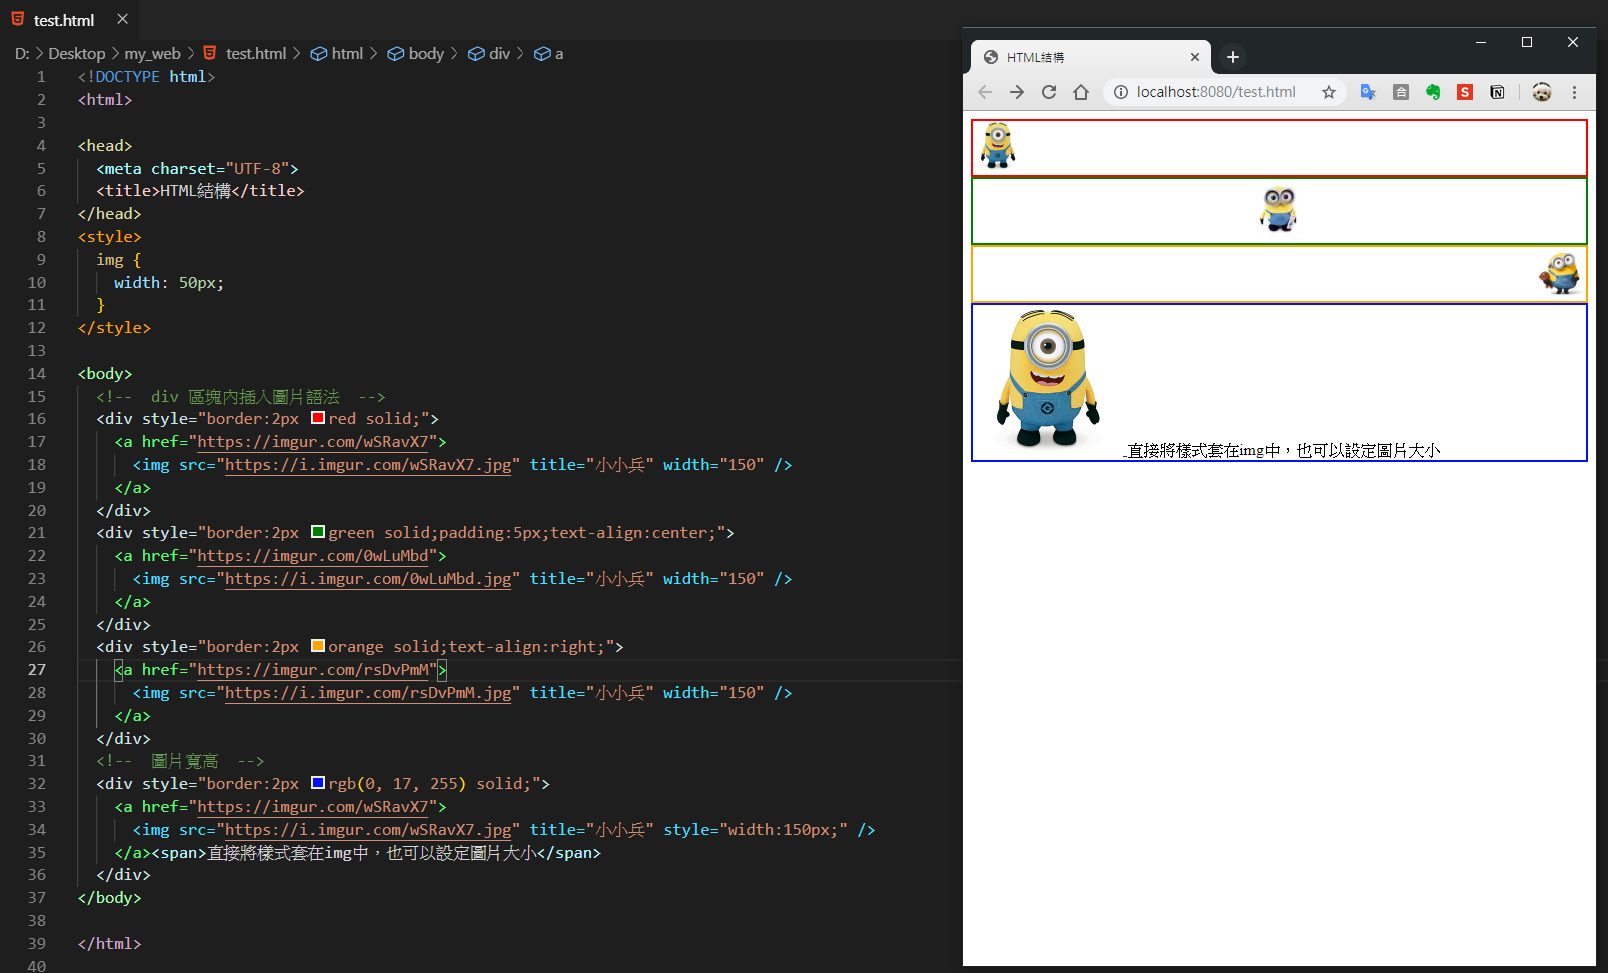 test.html
D: > Desktop > my_web > test.html > html > body > div > a
1 <!DOCTYPE html>
2 <html>
3
4 <head>
5 <meta charset="UTF-8">
6 <title>HTML結構</title>
7 </head>
8 <style>
9 img {
10 width: 50px;
11 }
12 </style>
13
14 <body>
15 <!-- div 區塊內插入圖片語法 -->
16 <div style="border:2px red solid;">
17 <a href="https://imgur.com/wSRavX7">
18 <img src="https://i.imgur.com/wSRavX7.jpg" title="小小兵" width="150" />
19 </a>
20 </div>
21 <div style="border:2px green solid;padding:5px;text-align:center;">
22 <a href="https://imgur.com/0wLuMbd">
23 <img src="https://i.imgur.com/0wLuMbd.jpg" title="小小兵" width="150" />
24 </a>
25 </div>
26 <div style="border:2px orange solid;text-align:right;">
27 <a href="https://imgur.com/rsDvPmM">
28 <img src="https://i.imgur.com/rsDvPmM.jpg" title="小小兵" width="150" />
29 </a>
30 </div>
31 <!-- 圖片寬高 -->
32 <div style="border:2px rgb(0, 17, 255) solid;">
33 <a href="https://imgur.com/wSRavX7">
34 <img src="https://i.imgur.com/wSRavX7.jpg" title="小小兵" style="width:150px;" />
35 </a><span>直接將樣式套在img中，也可以設定圖片大小</span>
36 </div>
37 </body>
38
39 </html>
40
HTML結構
localhost:8080/test.html
直接將樣式套在img中，也可以設定圖片大小